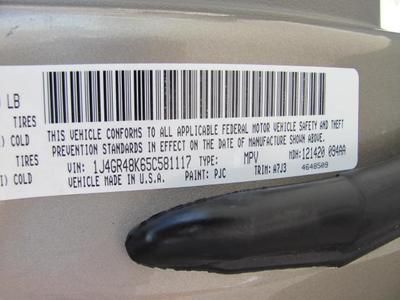 LB
TIRES
COLD
TIRES
COLD
THIS VEHICLE CONFORMS TO ALL APPLICABLE FEDERAL MOTOR VEHICLE SAFETY AND THEFT
PREVENTION STANDARDS IN EFFECT ON THE DATE OF MANUFACTURE SHOWN ABOVE.
VIN: 1J4GR48K65C581117 TYPE: MPV MDH: 121420 094AA
VEHICLE MADE IN U.S.A. PAINT: PJC TRIM: A7J3 4648509